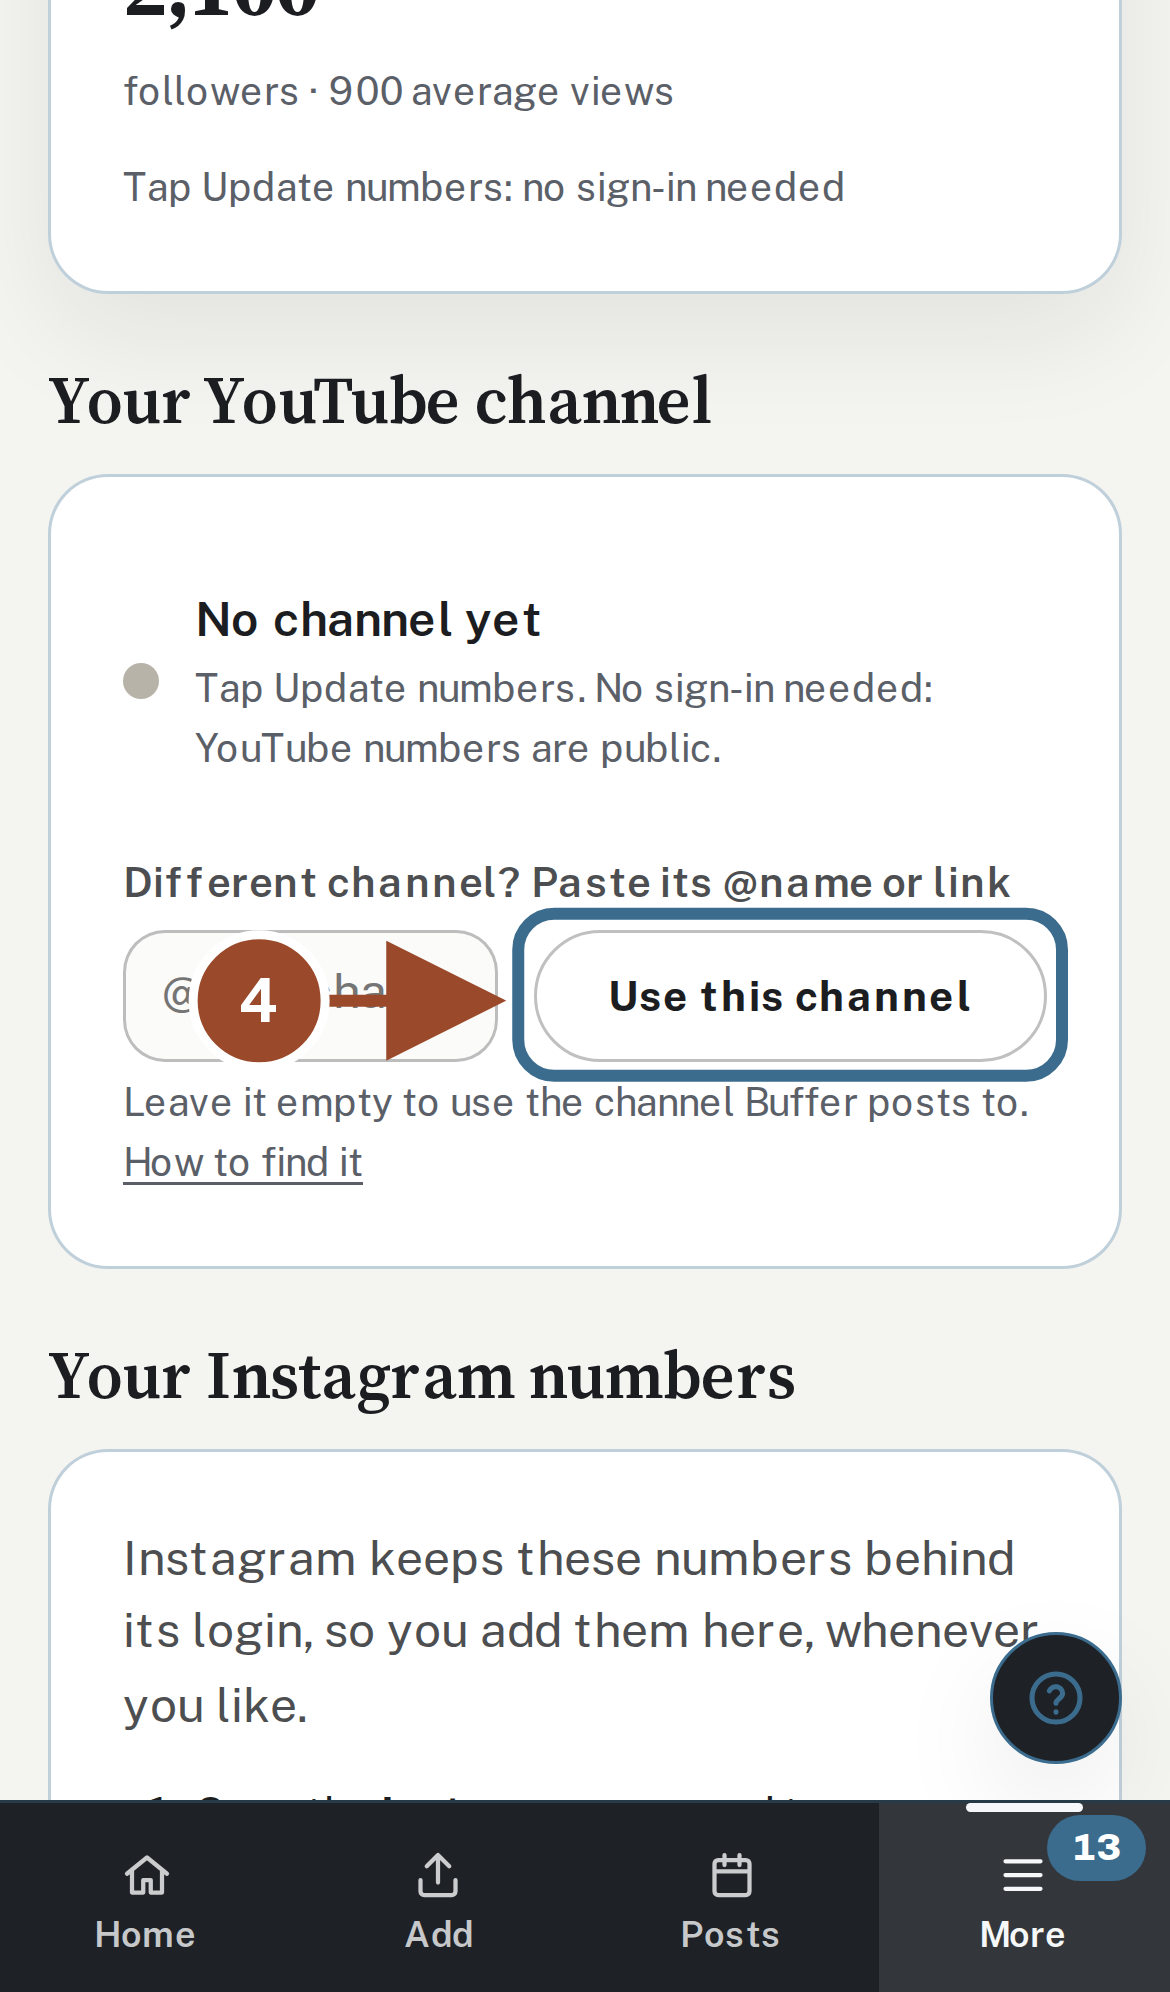 2,100
followers · 900 average views
Tap Update numbers: no sign-in needed
Your YouTube channel
No channel yet
Tap Update numbers. No sign-in needed:
YouTube numbers are public.
Different channel? Paste its @name or link
4
Use this channel
Leave it empty to use the channel Buffer posts to.
How to find it
Your Instagram numbers
Instagram keeps these numbers behind
its login, so you add them here, whenever
you like.
13
Home
Add
Posts
More